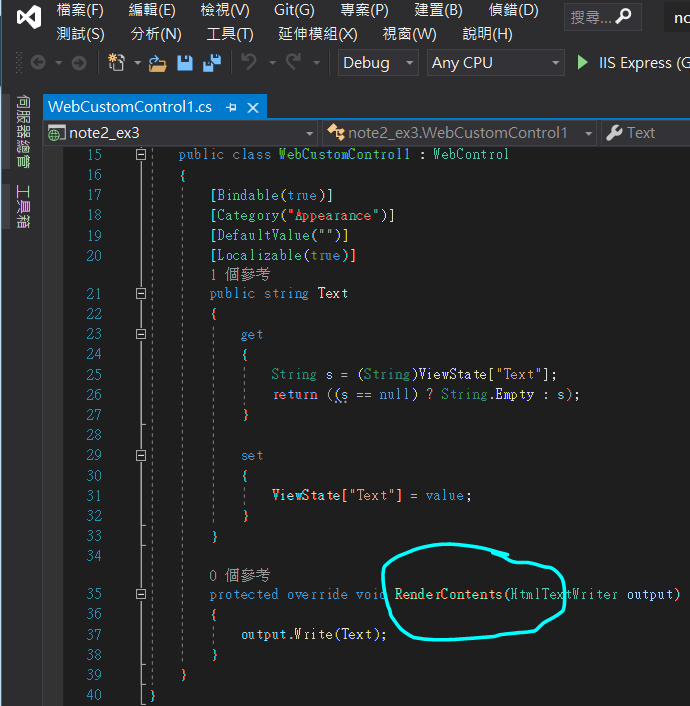 檔案(F) 編輯(E) 檢視(V) Git(G) 專案(P) 建置(B) 偵錯(D) 搜尋...
測試(S) 分析(N) 工具(T) 延伸模組(X) 視窗(W) 說明(H)
Debug Any CPU IIS Express (G
伺服器總管
工具箱
WebCustomControl1.cs
note2_ex3 note2_ex3.WebCustomControl1 Text
15 public class WebCustomControl1 : WebControl
16 {
17 [Bindable(true)]
18 [Category("Appearance")]
19 [DefaultValue("")]
20 [Localizable(true)]
1 個參考
21 public string Text
22 {
23 get
24 {
25 String s = (String)ViewState["Text"];
26 return ((s == null) ? String.Empty : s);
27 }
28
29 set
30 {
31 ViewState["Text"] = value;
32 }
33 }
34
0 個參考
35 protected override void RenderContents(HtmlTextWriter output)
36 {
37 output.Write(Text);
38 }
39 }
40 }